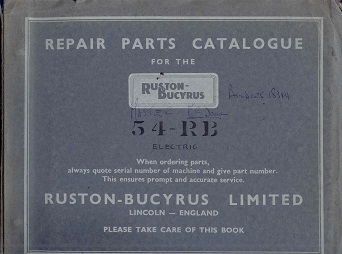 REPAIR PARTS CATALOGUE
FOR THE
RUSTON-
BUCYRUS
54-RB
ELECTRIC.
When ordering parts,
always quote serial number of machine and give part number.
This ensures prompt and accurate service.
RUSTON-BUCYRUS LIMITED
LINCOLN — ENGLAND
PLEASE TAKE CARE OF THIS BOOK